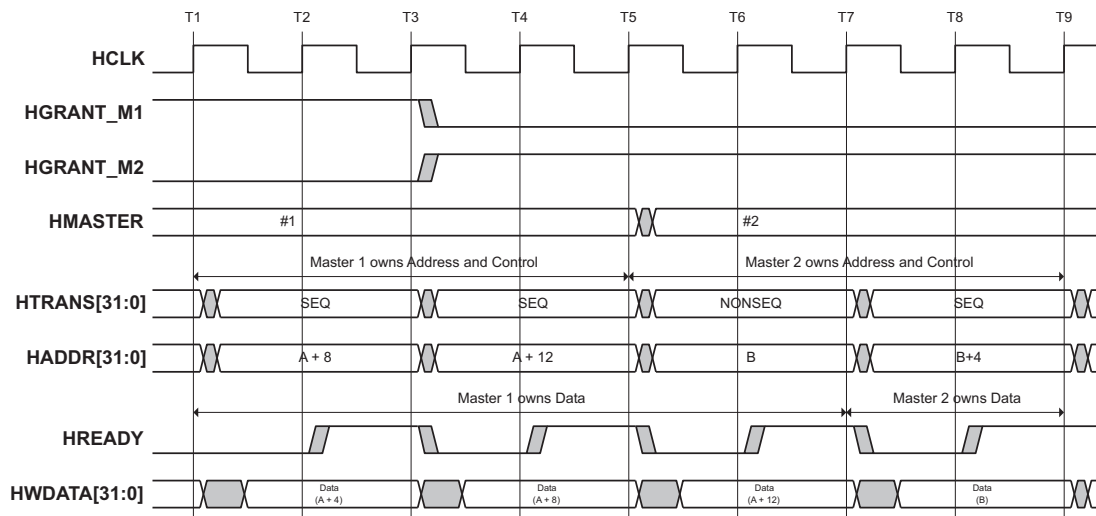 T1 T2 T3 T4 T5 T6 T7 T8 T9
HCLK
HGRANT_M1
HGRANT_M2
HMASTER #1 #2
Master 1 owns Address and Control Master 2 owns Address and Control
HTRANS[31:0] SEQ SEQ NONSEQ SEQ
HADDR[31:0] A + 8 A + 12 B B+4
Master 1 owns Data Master 2 owns Data
HREADY
HWDATA[31:0] Data Data Data Data
(A + 4) (A + 8) (A + 12) (B)